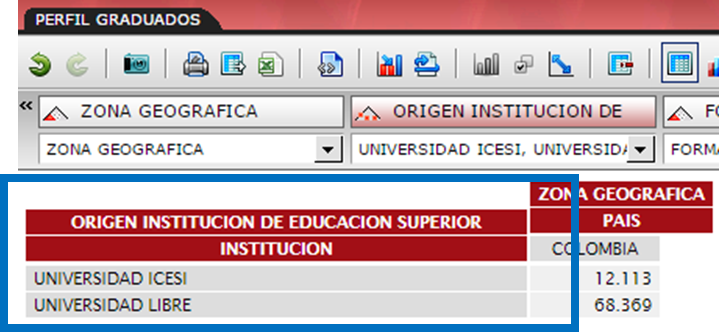 PERFIL GRADUADOS
« ZONA GEOGRAFICA ORIGEN INSTITUCION DE
ZONA GEOGRAFICA UNIVERSIDAD ICESI, UNIVERSIDA FORMA
ZONA GEOGRAFICA
ORIGEN INSTITUCION DE EDUCACION SUPERIOR PAIS
INSTITUCION COLOMBIA
UNIVERSIDAD ICESI 12.113
UNIVERSIDAD LIBRE 68.369